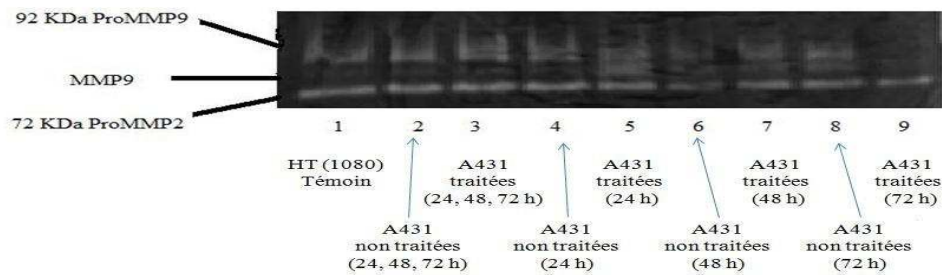 92 KDa ProMMP9
MMP9
72 KDa ProMMP2
1 2 3 4 5 6 7 8 9
HT (1080)
Témoin
A431
traitées
(24, 48, 72 h)
A431
traitées
(24 h)
A431
traitées
(48 h)
A431
traitées
(72 h)
A431
non traitées
(24, 48, 72 h)
A431
non traitées
(24 h)
A431
non traitées
(48 h)
A431
non traitées
(72 h)